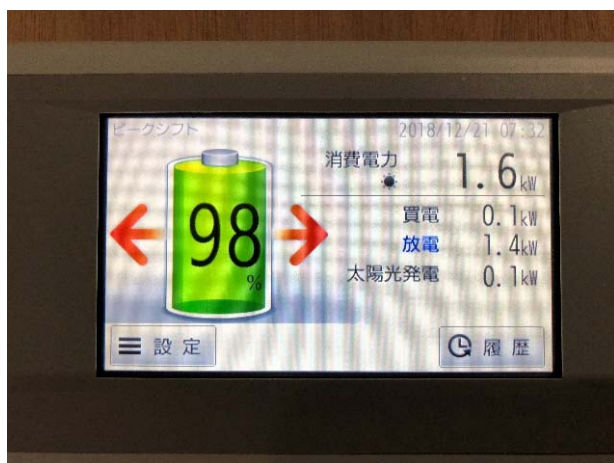 ピークシフト 2018/12/21 07:32
消費電力 1.6kW
98%
買電 0.1kW
放電 1.4kW
太陽光発電 0.1kW
設定 履歴